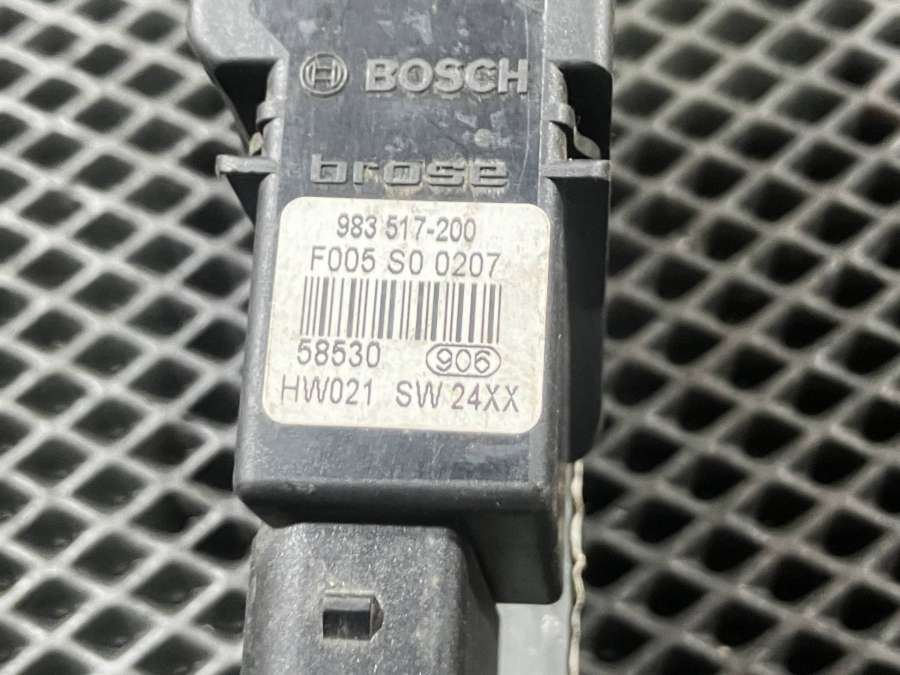 BOSCH
brose
983 517-200
F005 S0 0207
58530 906
HW021 SW 24XX